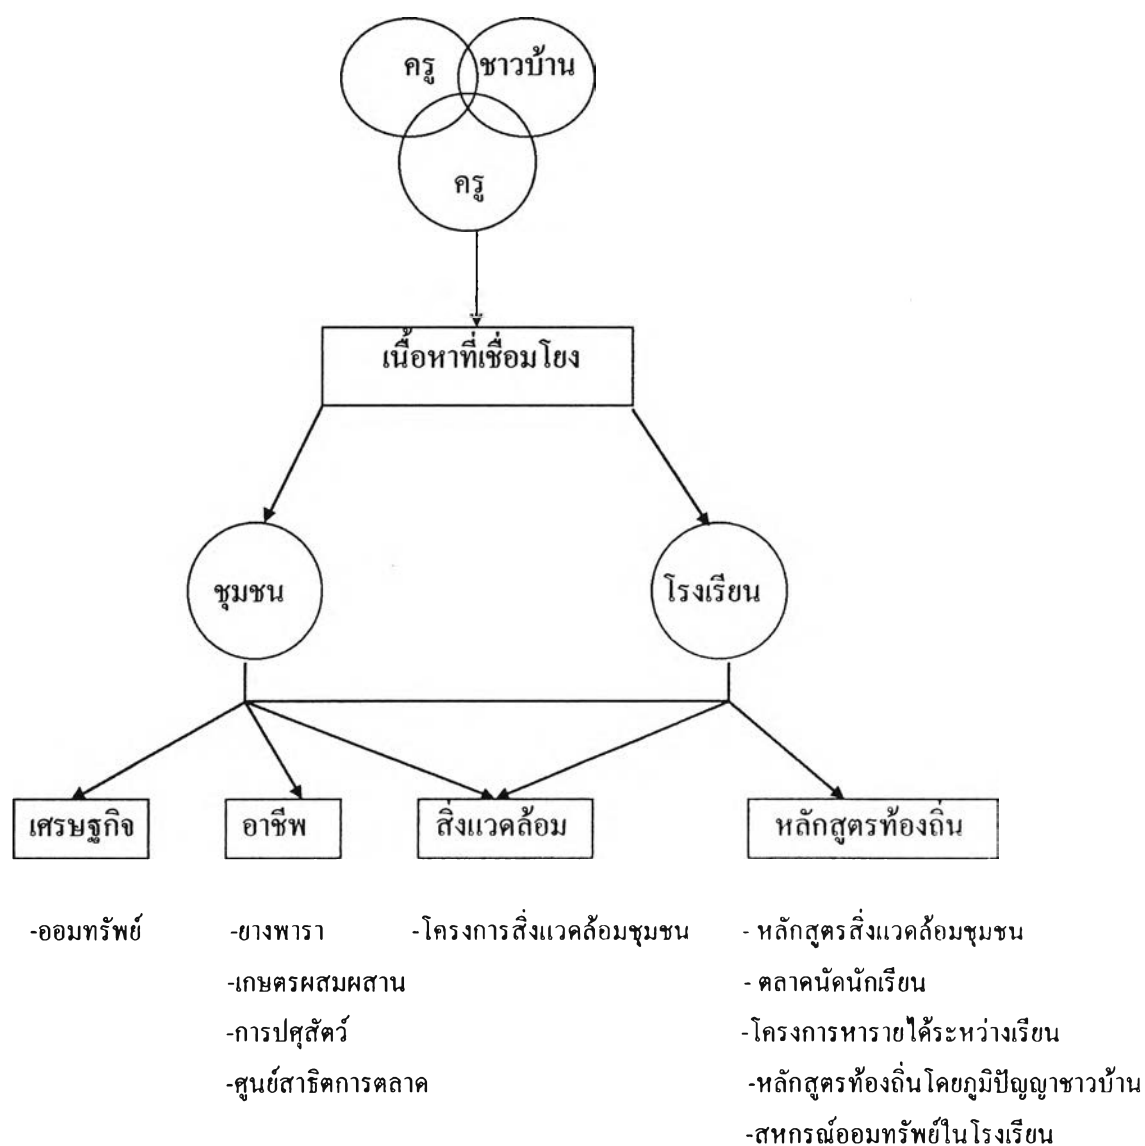 ครู ชาวบ้าน
ครู
เนื้อหาที่เชื่อมโยง
ชุมชน โรงเรียน
เศรษฐกิจ อาชีพ สิ่งแวดล้อม หลักสูตรท้องถิ่น
-ออมทรัพย์ -ยางพารา -โครงการสิ่งแวดล้อมชุมชน - หลักสูตรสิ่งแวดล้อมชุมชน
-เกษตรผสมผสาน - ตลาดนัดนักเรียน
-การปศุสัตว์ -โครงการหารายได้ระหว่างเรียน
-ศูนย์สาธิตการตลาด -หลักสูตรท้องถิ่นโดยภูมิปัญญาชาวบ้าน
-สหกรณ์ออมทรัพย์ในโรงเรียน